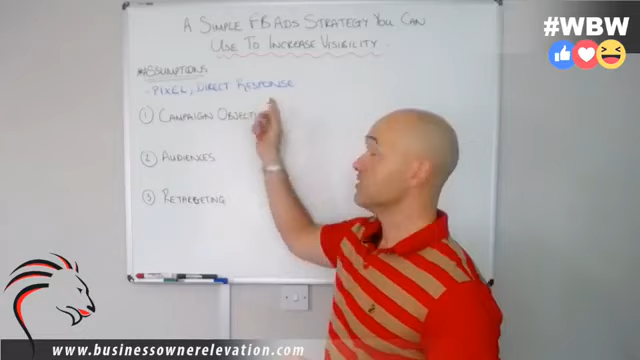 #WBW
A SIMPLE FB ADS STRATEGY YOU CAN
USE TO INCREASE VISIBILITY.
*ASSUMPTIONS
- PIXEL, DIRECT RESPONSE
① CAMPAIGN OBJECTI
② AUDIENCES
③ RETARGETING
www.businessownerelevation.com